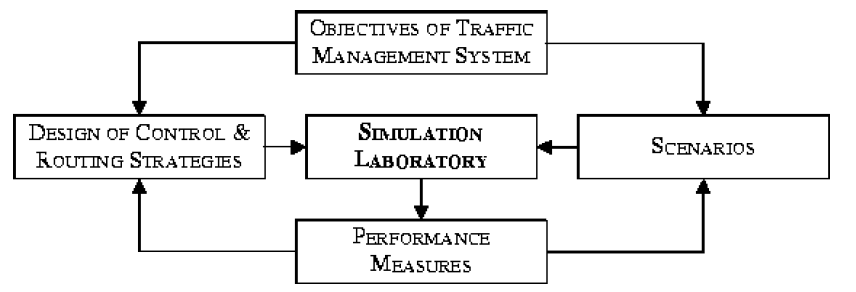 OBJECTIVES OF TRAFFIC
MANAGEMENT SYSTEM
DESIGN OF CONTROL &
ROUTING STRATEGIES
SIMULATION
LABORATORY
SCENARIOS
PERFORMANCE
MEASURES